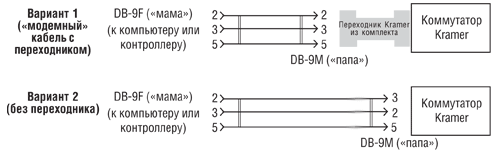 Вариант 1
(«модемный»
кабель с
переходником)
DB-9F («мама»)
(к компьютеру или
контроллеру)
2 2
3 3
5 5
DB-9M («папа»)
Переходник Kramer
из комплекта
Коммутатор
Kramer
Вариант 2
(без переходника)
DB-9F («мама»)
(к компьютеру или
контроллеру)
2 3
3 2
5 5
DB-9M («папа»)
Коммутатор
Kramer